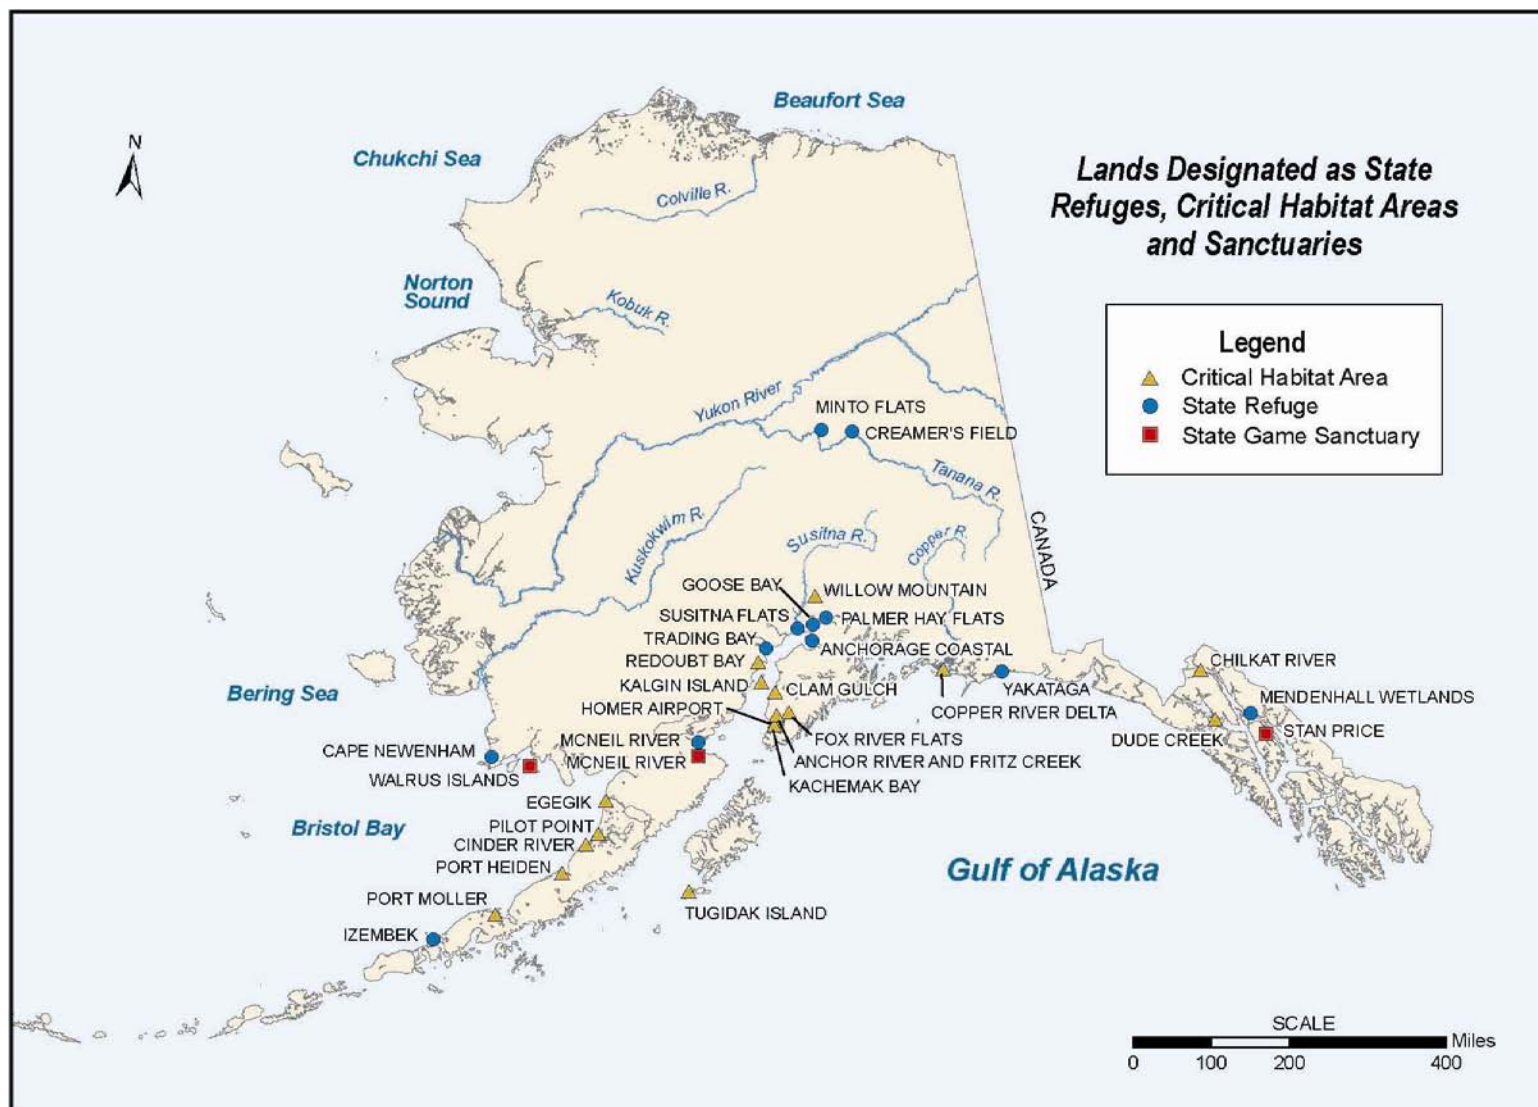 Beaufort Sea
N
Chukchi Sea
Lands Designated as State
Refuges, Critical Habitat Areas
and Sanctuaries
Colville R.
Norton
Sound
Kobuk R.
Legend
Critical Habitat Area
State Refuge
State Game Sanctuary
Yukon River
MINTO FLATS
CREAMER'S FIELD
Tanana R.
Kuskokwim R.
Susitna R.
Copper R.
CANADA
GOOSE BAY
WILLOW MOUNTAIN
SUSITNA FLATS
PALMER HAY FLATS
TRADING BAY
ANCHORAGE COASTAL
REDOUBT BAY
CHILKAT RIVER
KALGIN ISLAND
CLAM GULCH
YAKATAGA
Bering Sea
MENDENHALL WETLANDS
HOMER AIRPORT
COPPER RIVER DELTA
STAN PRICE
MCNEIL RIVER
FOX RIVER FLATS
DUDE CREEK
CAPE NEWENHAM
MCNEIL RIVER
ANCHOR RIVER AND FRITZ CREEK
WALRUS ISLANDS
KACHEMAK BAY
EGEGIK
Bristol Bay
PILOT POINT
CINDER RIVER
PORT HEIDEN
Gulf of Alaska
PORT MOLLER
TUGIDAK ISLAND
IZEMBEK
SCALE
Miles
0 100 200 400